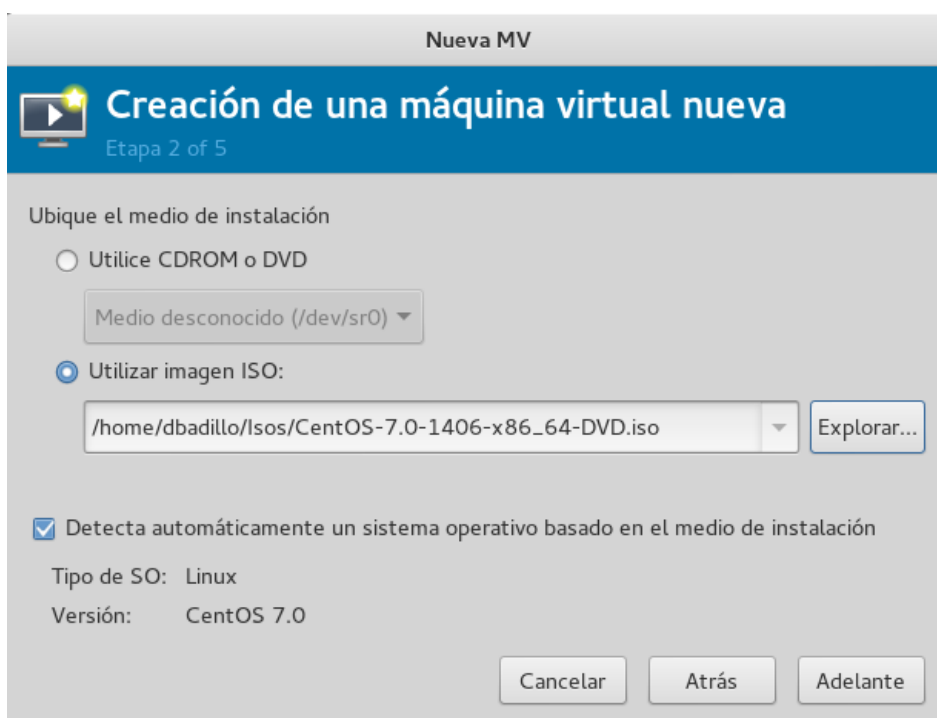 Nueva MV
Creación de una máquina virtual nueva
Etapa 2 of 5
Ubique el medio de instalación
Utilice CDROM o DVD
Medio desconocido (/dev/sr0)
Utilizar imagen ISO:
/home/dbadillo/Isos/CentOS-7.0-1406-x86_64-DVD.iso Explorar...
Detecta automáticamente un sistema operativo basado en el medio de instalación
Tipo de SO: Linux
Versión: CentOS 7.0
Cancelar Atrás Adelante